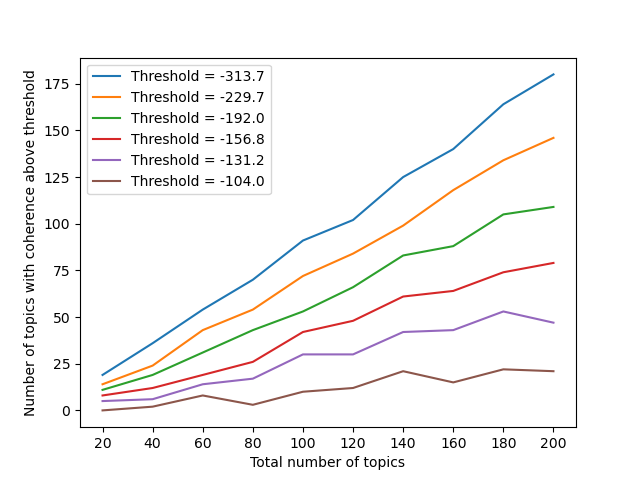 Threshold = -313.7
Threshold = -229.7
Threshold = -192.0
Threshold = -156.8
Threshold = -131.2
Threshold = -104.0
Number of topics with coherence above threshold
175
150
125
100
75
50
25
0
20 40 60 80 100 120 140 160 180 200
Total number of topics